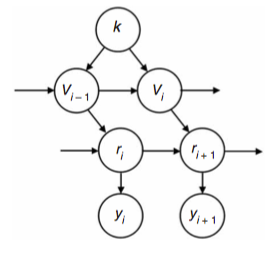 k
V_{i-1} V_i
r_i r_{i+1}
y_i y_{i+1}